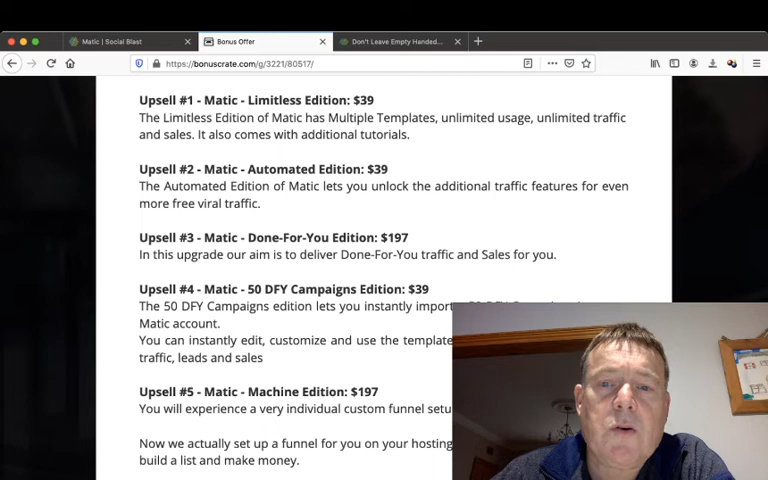 Matic | Social Blast
Bonus Offer
Don't Leave Empty Handed...
https://bonuscrate.com/g/3221/80517/
Upsell #1 - Matic - Limitless Edition: $39
The Limitless Edition of Matic has Multiple Templates, unlimited usage, unlimited traffic
and sales. It also comes with additional tutorials.
Upsell #2 - Matic - Automated Edition: $39
The Automated Edition of Matic lets you unlock the additional traffic features for even
more free viral traffic.
Upsell #3 - Matic - Done-For-You Edition: $197
In this upgrade our aim is to deliver Done-For-You traffic and Sales for you.
Upsell #4 - Matic - 50 DFY Campaigns Edition: $39
The 50 DFY Campaigns edition lets you instantly
Matic account.
You can instantly edit, customize and use the
traffic, leads and sales
Upsell #5 - Matic - Machine Edition: $197
You will experience a very individual custom funnel
Now we actually set up a funnel for you on your hosting
build a list and make money.